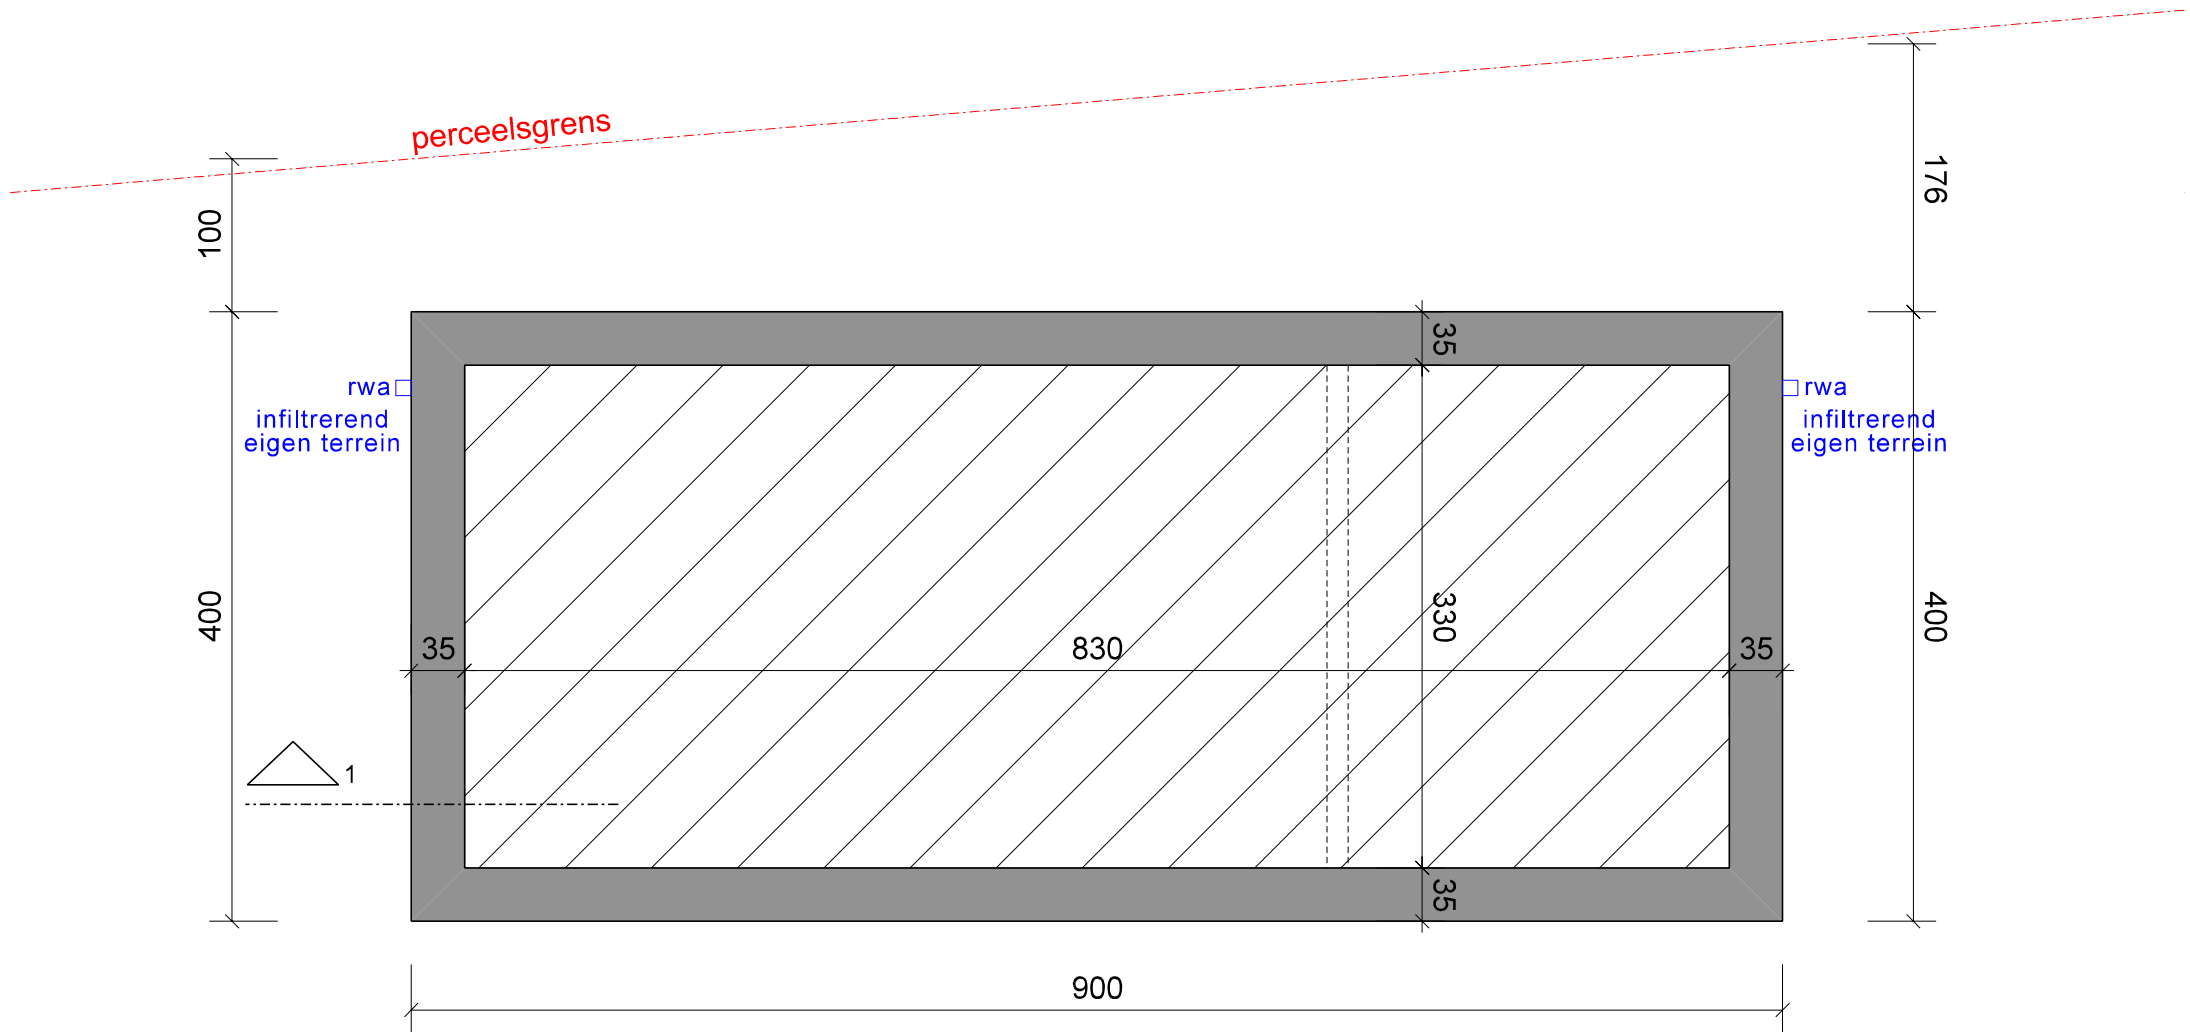 perceelsgrens
100
176
35
rwa
infiltrerend
eigen terrein
rwa
infiltrerend
eigen terrein
400
330
400
35
830
35
1
35
900